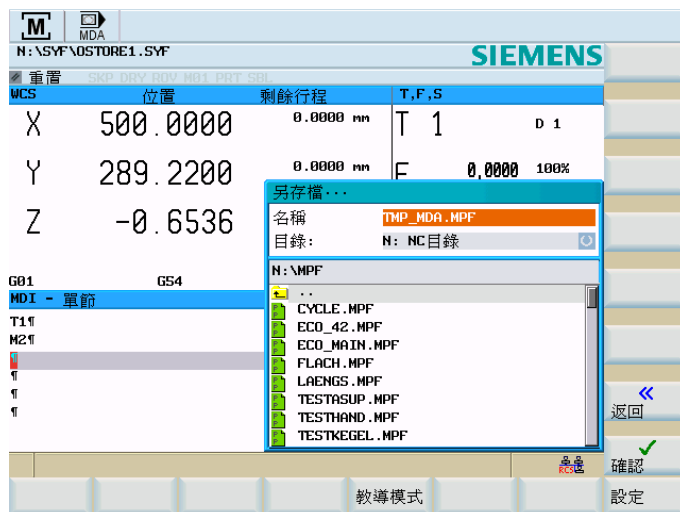 M
MDA
N:\SYF\OSTORE1.SYF
SIEMENS
重置 SKP DRY ROV M01 PRT SBL
WCS 位置 剩餘行程 T,F,S
X 500.0000 0.0000 mm T 1 D 1
Y 289.2200 0.0000 mm F 0,0000 100%
Z -0.6536
G01 G54
MDI - 單節
T1¶
M2¶
¶
¶
¶
¶
另存檔···
名稱 TMP_MDA.MPF
目錄: N: NC目錄
N:\MPF
..
CYCLE.MPF
ECO_42.MPF
ECO_MAIN.MPF
FLACH.MPF
LAENGS.MPF
TESTASUP.MPF
TESTHAND.MPF
TESTKEGEL.MPF
返回
RCS
確認
教導模式
設定